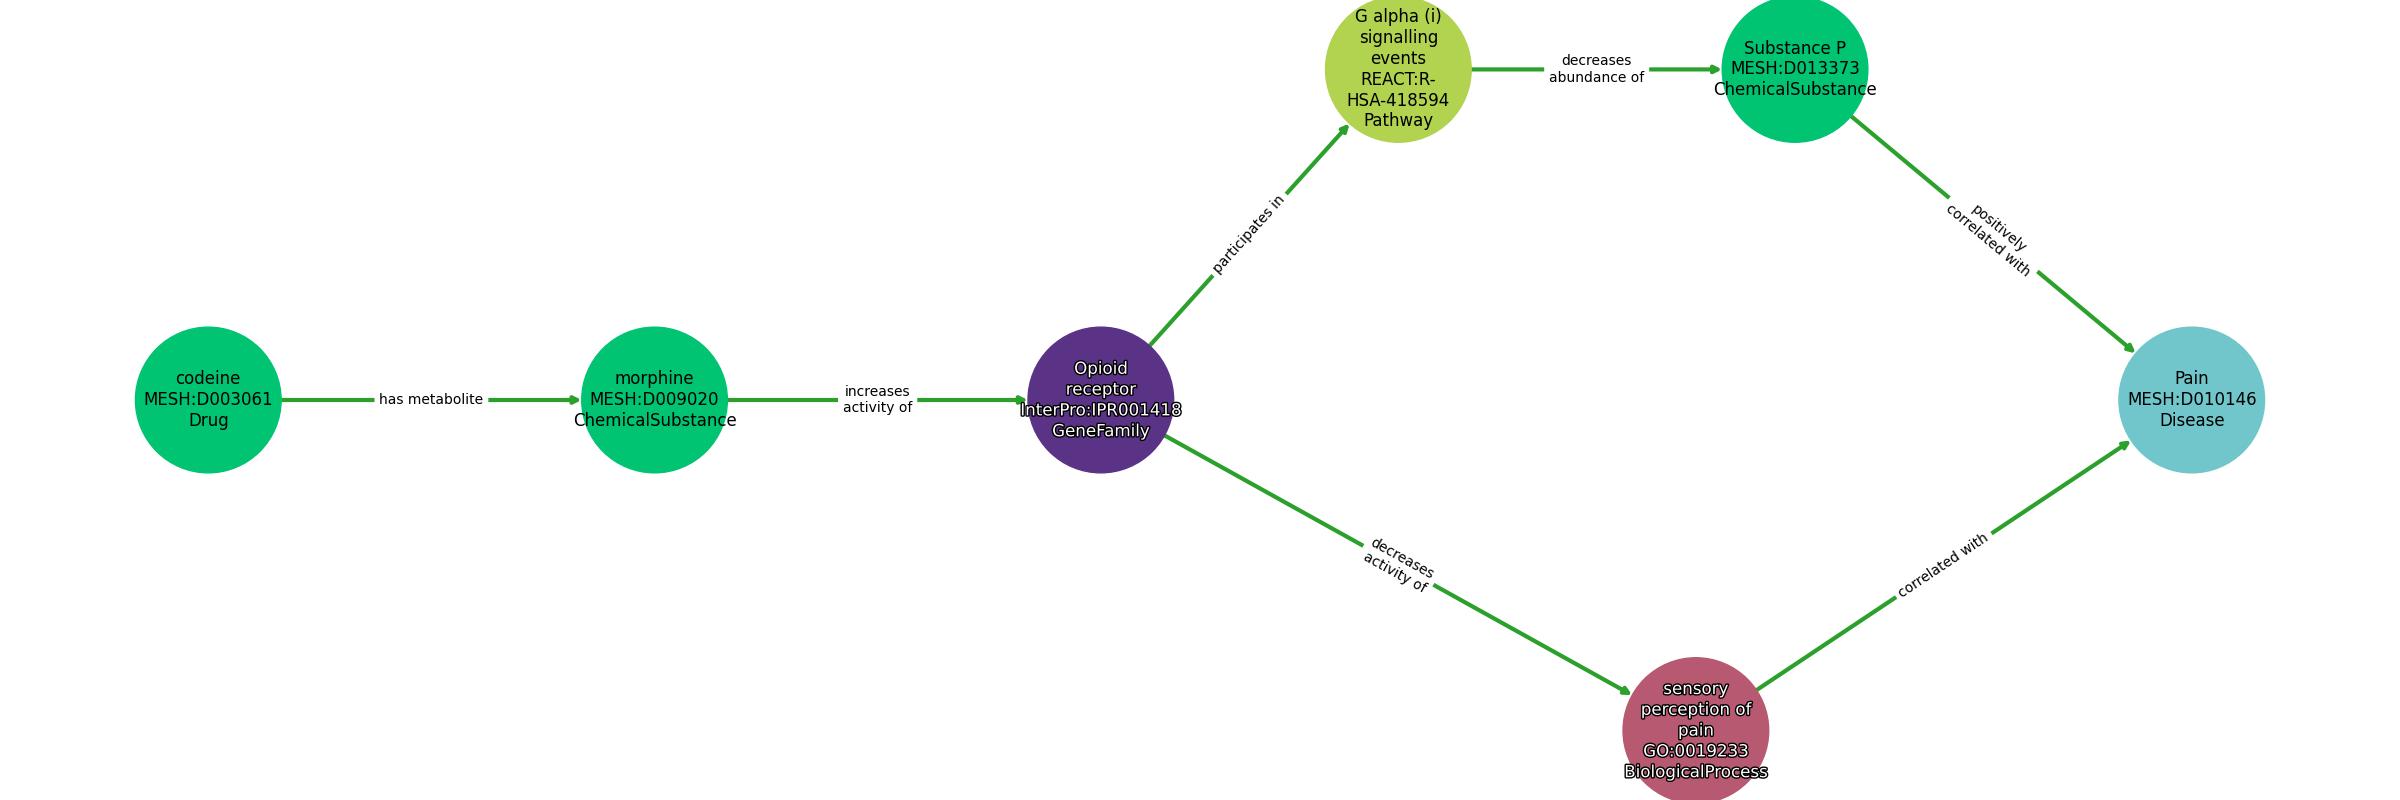 G alpha (i)
signalling
events
REACT:R-
HSA-418594
Pathway
decreases
abundance of
Substance P
MESH:D013373
ChemicalSubstance
participates in
positively
correlated with
codeine
MESH:D003061
Drug
has metabolite
morphine
MESH:D009020
ChemicalSubstance
increases
activity of
Opioid
receptor
InterPro:IPR001418
GeneFamily
Pain
MESH:D010146
Disease
decreases
activity of
correlated with
sensory
perception of
pain
GO:0019233
BiologicalProcess